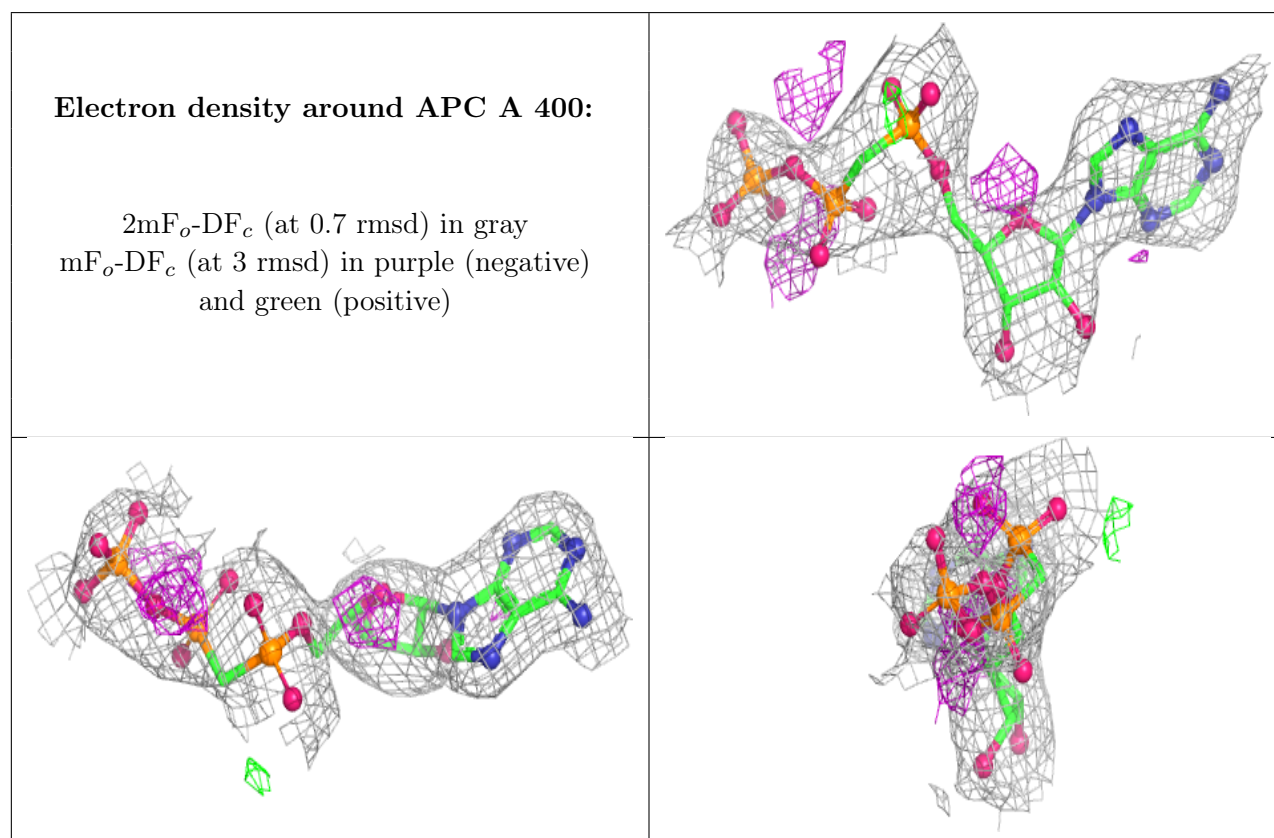 Electron density around APC A 400:
2mFo-DFc (at 0.7 rmsd) in gray
mFo-DFc (at 3 rmsd) in purple (negative)
and green (positive)